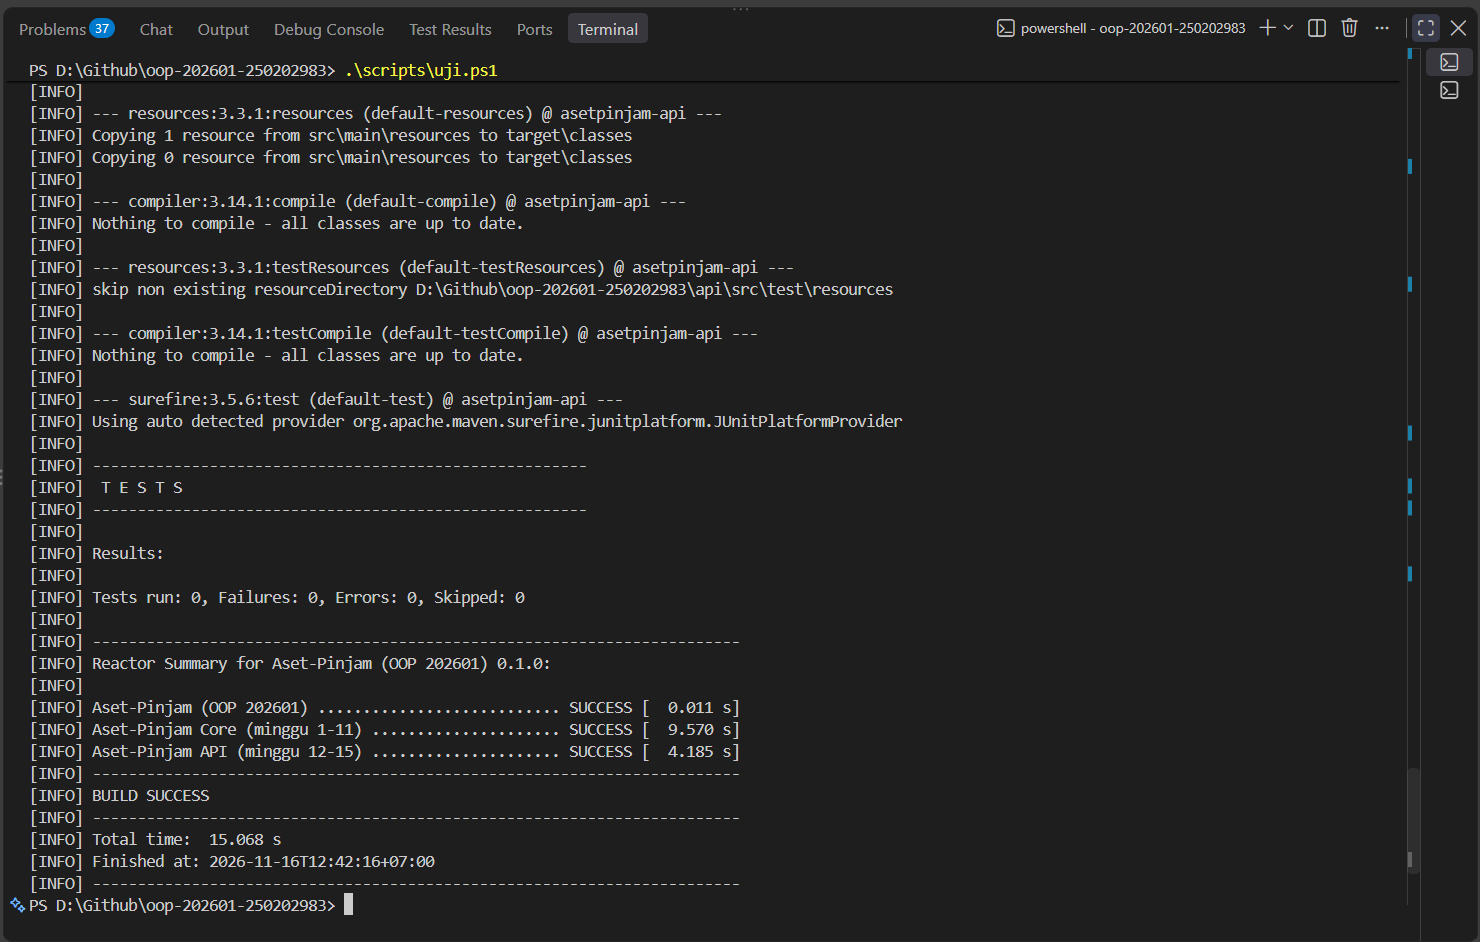 Problems 37 Chat Output Debug Console Test Results Ports Terminal powershell - oop-202601-250202983
PS D:\Github\oop-202601-250202983> .\scripts\uji.ps1
[INFO]
[INFO] --- resources:3.3.1:resources (default-resources) @ asetpinjam-api ---
[INFO] Copying 1 resource from src\main\resources to target\classes
[INFO] Copying 0 resource from src\main\resources to target\classes
[INFO]
[INFO] --- compiler:3.14.1:compile (default-compile) @ asetpinjam-api ---
[INFO] Nothing to compile - all classes are up to date.
[INFO]
[INFO] --- resources:3.3.1:testResources (default-testResources) @ asetpinjam-api ---
[INFO] skip non existing resourceDirectory D:\Github\oop-202601-250202983\api\src\test\resources
[INFO]
[INFO] --- compiler:3.14.1:testCompile (default-testCompile) @ asetpinjam-api ---
[INFO] Nothing to compile - all classes are up to date.
[INFO]
[INFO] --- surefire:3.5.6:test (default-test) @ asetpinjam-api ---
[INFO] Using auto detected provider org.apache.maven.surefire.junitplatform.JUnitPlatformProvider
[INFO]
[INFO] -------------------------------------------------------
[INFO]  T E S T S
[INFO] -------------------------------------------------------
[INFO]
[INFO] Results:
[INFO]
[INFO] Tests run: 0, Failures: 0, Errors: 0, Skipped: 0
[INFO]
[INFO] ------------------------------------------------------------------------
[INFO] Reactor Summary for Aset-Pinjam (OOP 202601) 0.1.0:
[INFO]
[INFO] Aset-Pinjam (OOP 202601) ........................... SUCCESS [  0.011 s]
[INFO] Aset-Pinjam Core (minggu 1-11) ..................... SUCCESS [  9.570 s]
[INFO] Aset-Pinjam API (minggu 12-15) ..................... SUCCESS [  4.185 s]
[INFO] ------------------------------------------------------------------------
[INFO] BUILD SUCCESS
[INFO] ------------------------------------------------------------------------
[INFO] Total time:  15.068 s
[INFO] Finished at: 2026-11-16T12:42:16+07:00
[INFO] ------------------------------------------------------------------------
PS D:\Github\oop-202601-250202983>